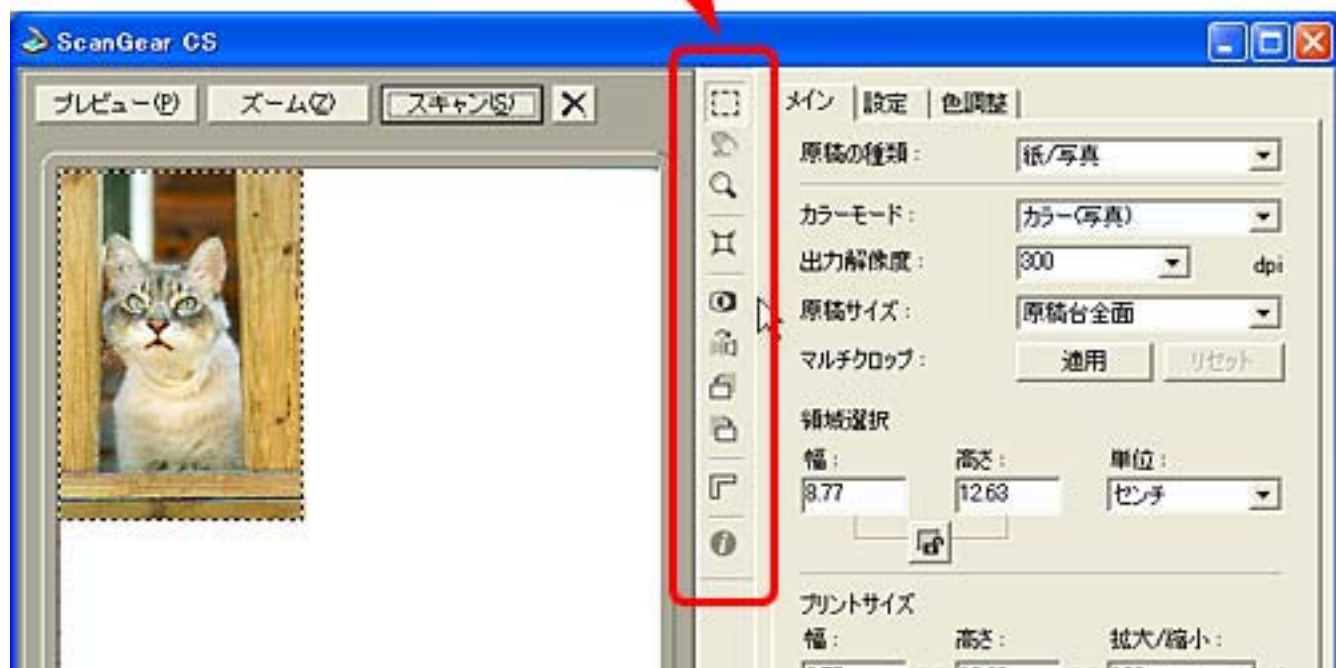 ScanGear CS
プレビュー(P) ズーム(Z) スキャン(S)
メイン 設定 色調整
原稿の種類： 紙/写真
カラーモード： カラー(写真)
出力解像度： 300 dpi
原稿サイズ： 原稿台全面
マルチクロップ： 適用 リセット
領域選択
幅： 高さ： 単位：
8.77 12.63 センチ
プリントサイズ
幅： 高さ： 拡大/縮小：